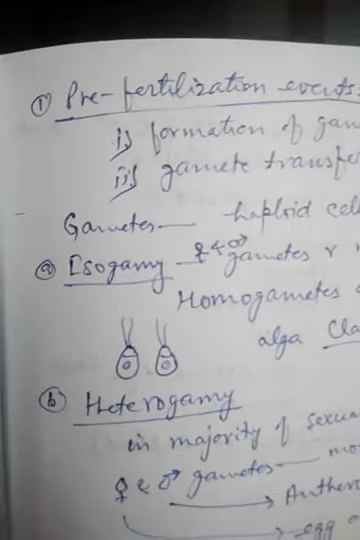 ① Pre-fertilization events:
i) formation of gam
ii) gamete transfe
Gametes— haploid cel
ⓐ Isogamy – ♀ & ♂ gametes r
Homogametes
alga Cla
ⓑ Heterogamy
in majority of sexua
♀ & ♂ gametes — mo
→ Anthero
→ egg o